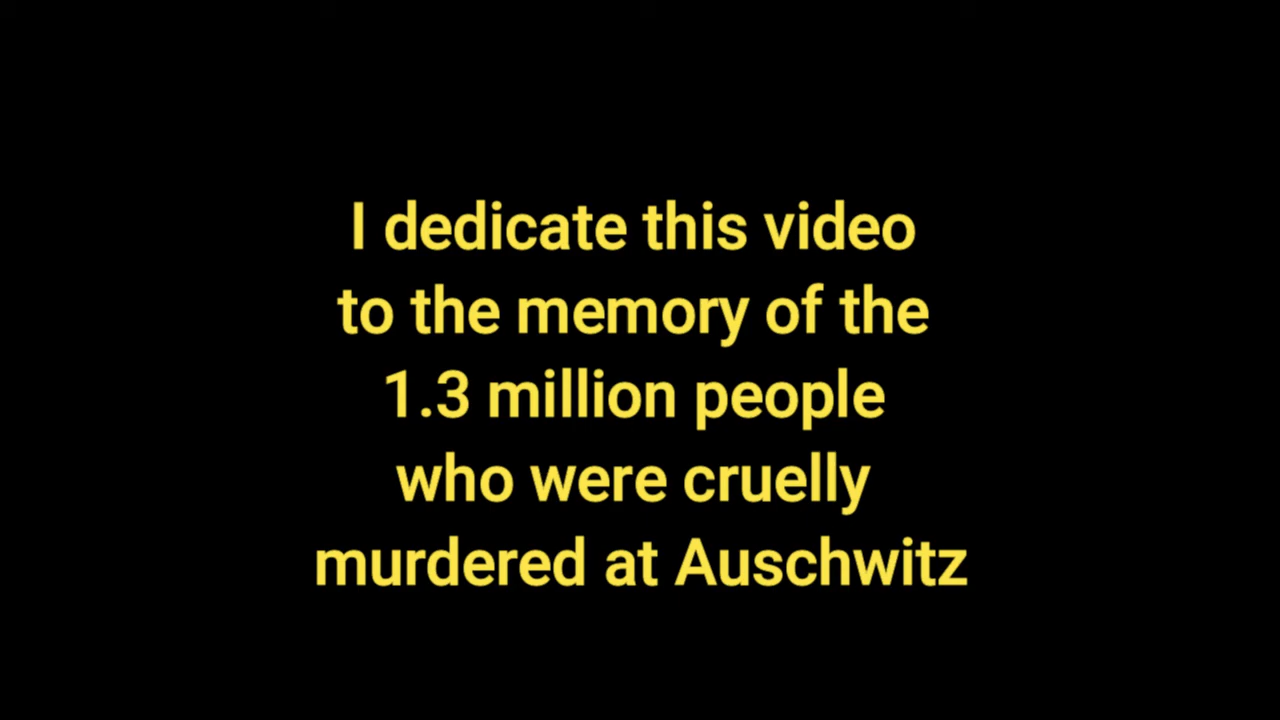 I dedicate this video
to the memory of the
1.3 million people
who were cruelly
murdered at Auschwitz